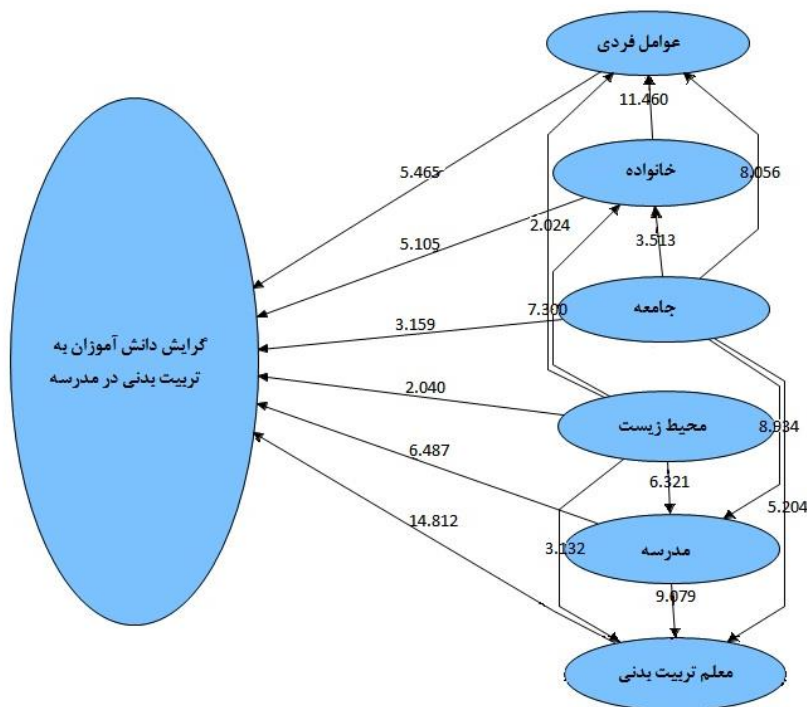 عوامل فردی
11.460
خانواده
8.056
5.465
2.024
5.105
3.513
جامعه
7.300
3.159
گرایش دانش آموزان به
تربیت بدنی در مدرسه
2.040
محیط زیست
8.934
6.487
6.321
5.204
14.812
مدرسه
3.132
9.079
معلم تربیت بدنی